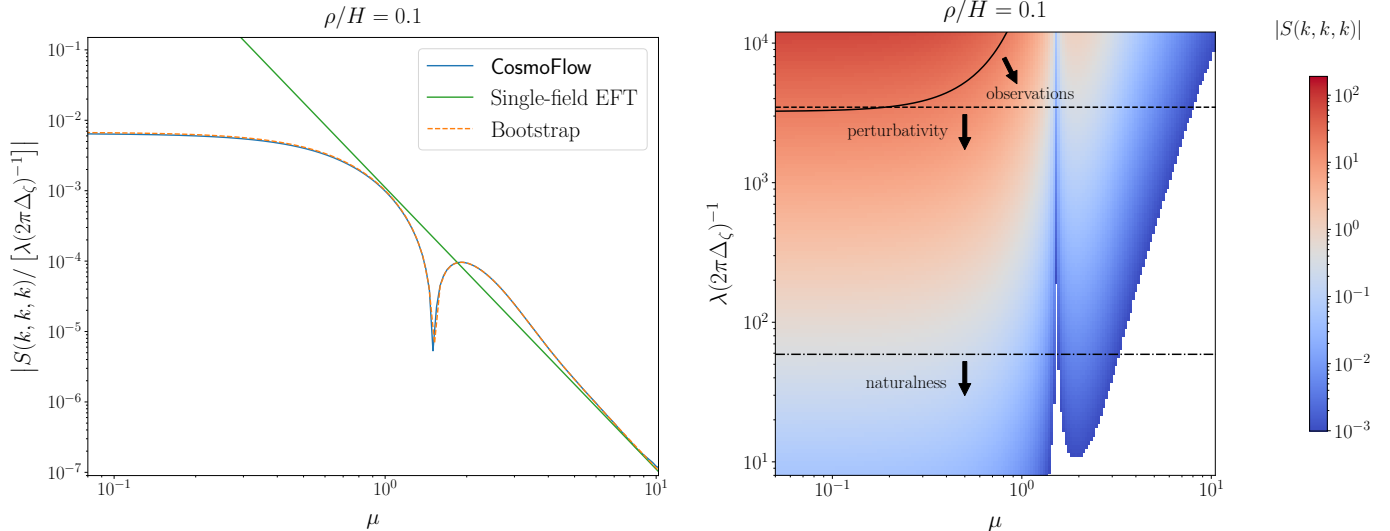 ρ/H = 0.1
|S(k, k, k)/ [λ(2πΔ_ζ)^{-1}]|
10^{-1}
10^{-2}
10^{-3}
10^{-4}
10^{-5}
10^{-6}
10^{-7}
CosmoFlow
Single-field EFT
Bootstrap
10^{-1}
10^{0}
10^{1}
μ
ρ/H = 0.1
λ(2πΔ_ζ)^{-1}
10^{4}
10^{3}
10^{2}
10^{1}
observations
perturbativity
naturalness
10^{-1}
10^{0}
10^{1}
μ
|S(k, k, k)|
10^{2}
10^{1}
10^{0}
10^{-1}
10^{-2}
10^{-3}